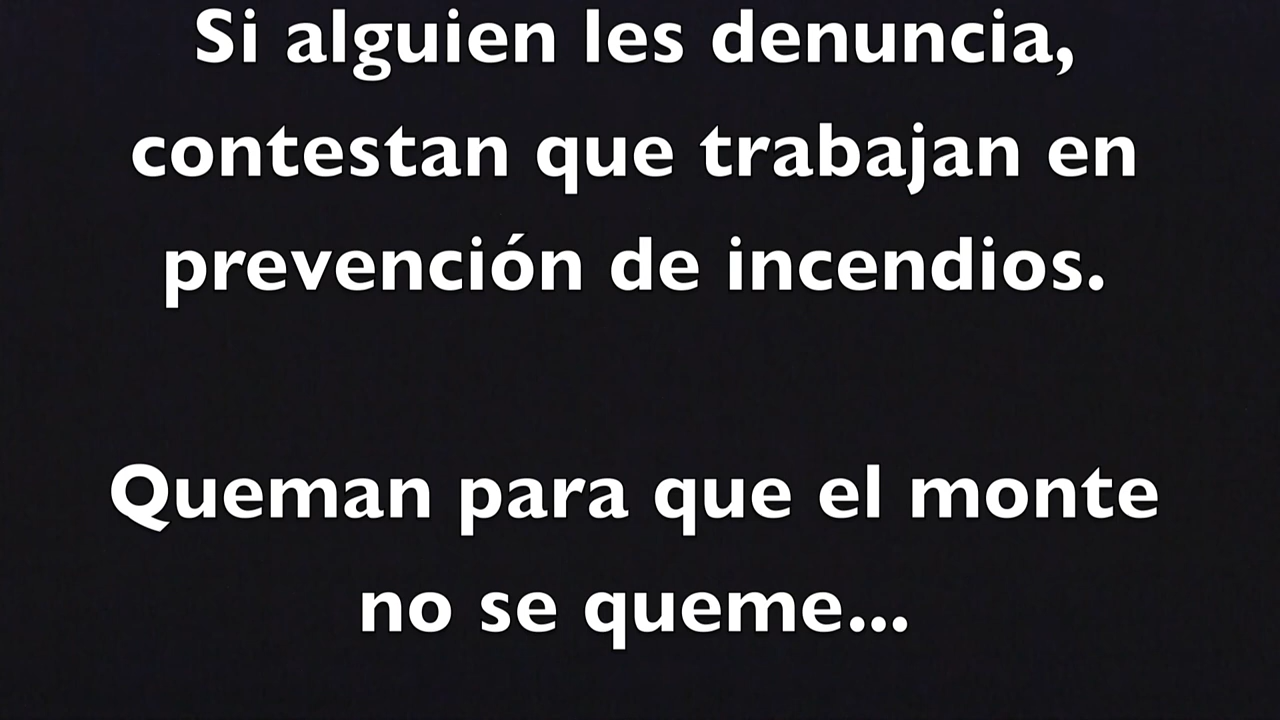 Si alguien les denuncia,
contestan que trabajan en
prevención de incendios.
Queman para que el monte
no se queme...